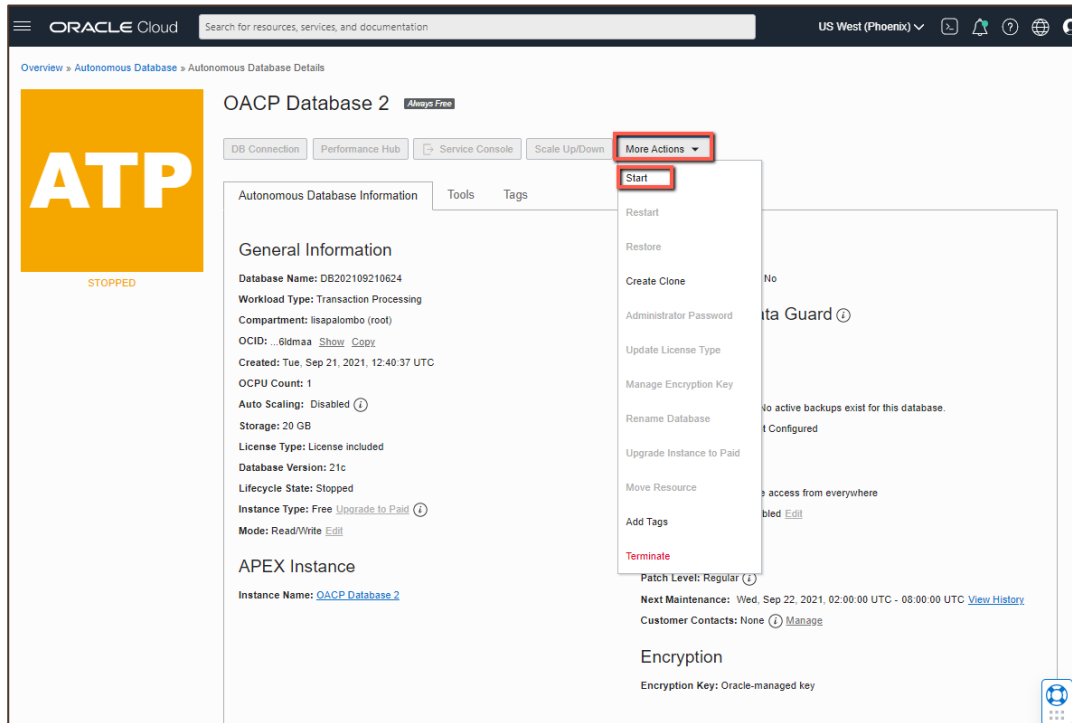 ORACLE Cloud
Search for resources, services, and documentation
US West (Phoenix)
Overview » Autonomous Database » Autonomous Database Details
ATP
STOPPED
OACP Database 2 Always Free
DB Connection Performance Hub Service Console Scale Up/Down More Actions
Start
Restart
Restore
Create Clone
Administrator Password
Update License Type
Manage Encryption Key
Rename Database
Upgrade Instance to Paid
Move Resource
Add Tags
Terminate
Autonomous Database Information Tools Tags
General Information
Database Name: DB202109210624
Workload Type: Transaction Processing
Compartment: lisapalombo (root)
OCID: ...6ldmaa Show Copy
Created: Tue, Sep 21, 2021, 12:40:37 UTC
OCPU Count: 1
Auto Scaling: Disabled
Storage: 20 GB
License Type: License included
Database Version: 21c
Lifecycle State: Stopped
Instance Type: Free Upgrade to Paid
Mode: Read/Write Edit
APEX Instance
Instance Name: OACP Database 2
No
ta Guard
No active backups exist for this database.
t Configured
access from everywhere
bled Edit
Patch Level: Regular
Next Maintenance: Wed, Sep 22, 2021, 02:00:00 UTC - 08:00:00 UTC View History
Customer Contacts: None Manage
Encryption
Encryption Key: Oracle-managed key